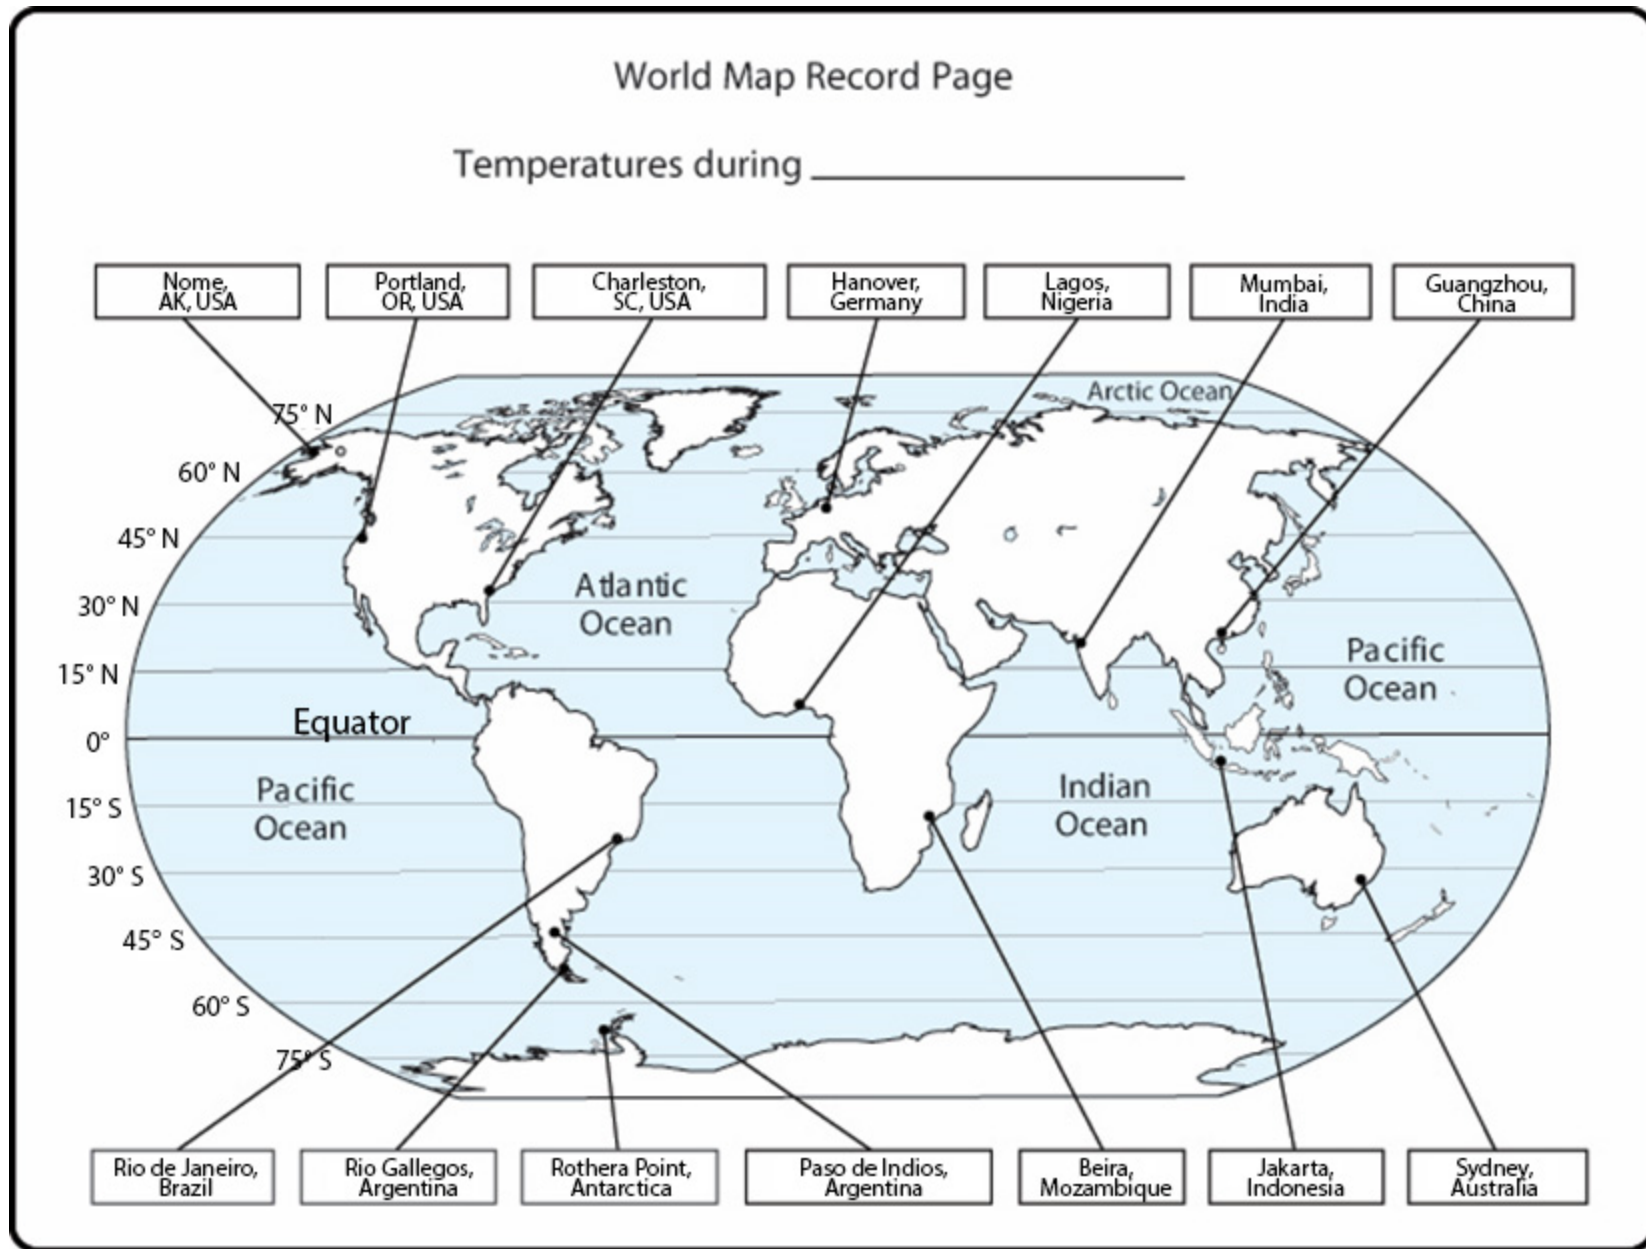 World Map Record Page
Temperatures during
Nome,
AK, USA
Portland,
OR, USA
Charleston,
SC, USA
Hanover,
Germany
Lagos,
Nigeria
Mumbai,
India
Guangzhou,
China
Arctic Ocean
75° N
60° N
45° N
Atlantic
Ocean
30° N
Pacific
Ocean
15° N
Equator
0°
Pacific
Ocean
Indian
Ocean
15° S
30° S
45° S
60° S
75° S
Rio de Janeiro,
Brazil
Rio Gallegos,
Argentina
Rothera Point,
Antarctica
Paso de Indios,
Argentina
Beira,
Mozambique
Jakarta,
Indonesia
Sydney,
Australia